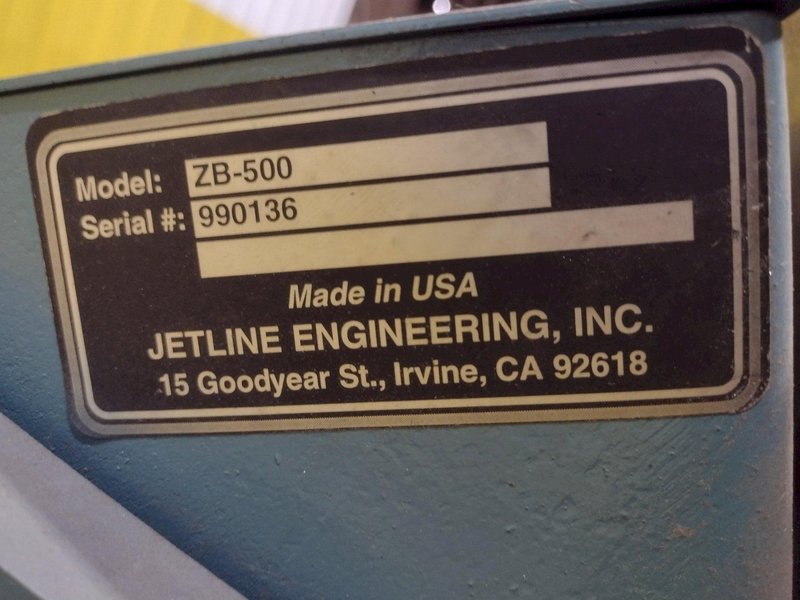 Model: ZB-500
Serial #: 990136
Made in USA
JETLINE ENGINEERING, INC.
15 Goodyear St., Irvine, CA 92618